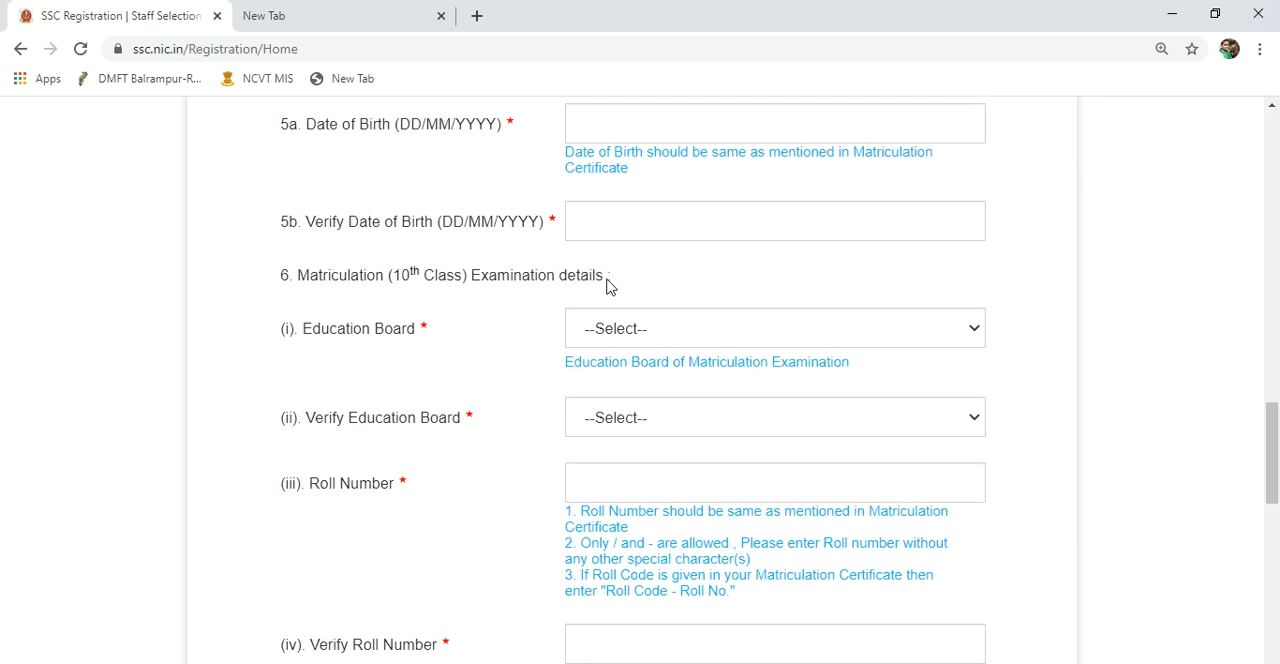 SSC Registration | Staff Selection
New Tab
ssc.nic.in/Registration/Home
Apps
DMFT Balrampur-R...
NCVT MIS
New Tab
5a. Date of Birth (DD/MM/YYYY) *
Date of Birth should be same as mentioned in Matriculation
Certificate
5b. Verify Date of Birth (DD/MM/YYYY) *
6. Matriculation (10th Class) Examination details :
(i). Education Board *
--Select--
Education Board of Matriculation Examination
(ii). Verify Education Board *
--Select--
(iii). Roll Number *
1. Roll Number should be same as mentioned in Matriculation
Certificate
2. Only / and - are allowed , Please enter Roll number without
any other special character(s)
3. If Roll Code is given in your Matriculation Certificate then
enter "Roll Code - Roll No."
(iv). Verify Roll Number *